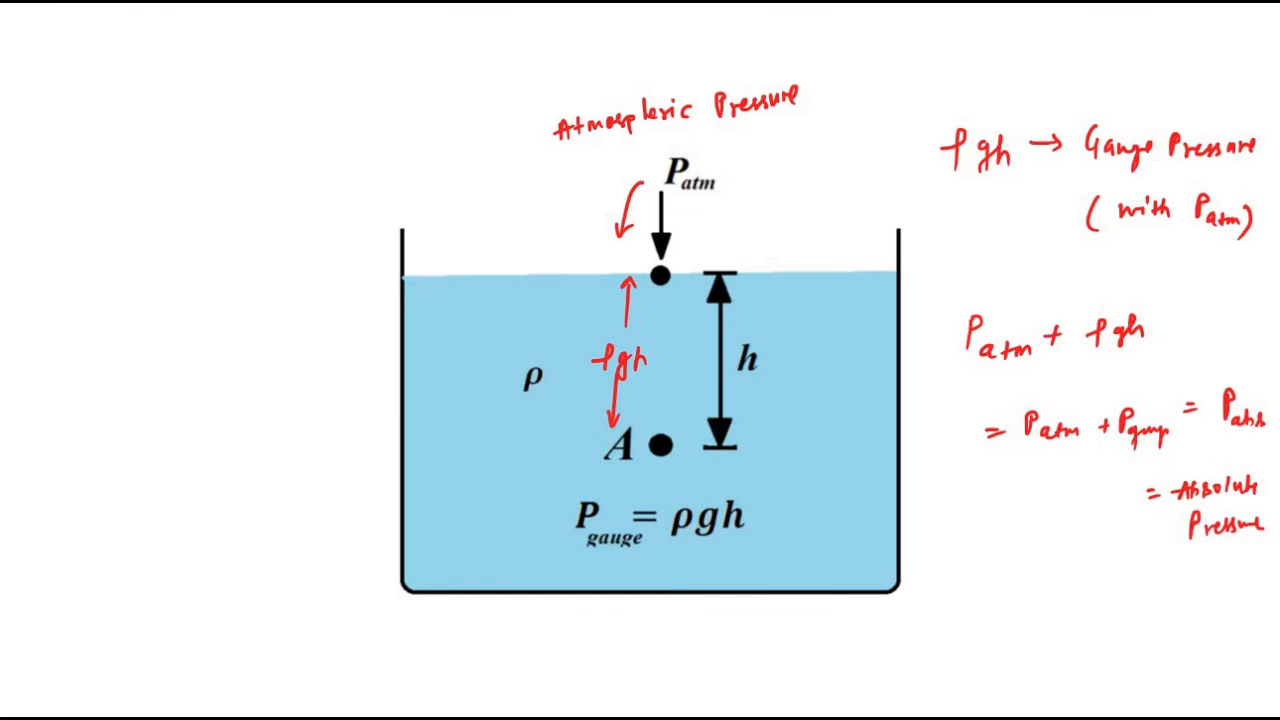 Atmospheric Pressure
P_atm
ρgh → Gauge Pressure
(with P_atm)
h
ρgh
ρ
A
P_gauge = ρgh
P_atm + ρgh
= P_atm + P_gauge = P_abs
= Absolute
Pressure